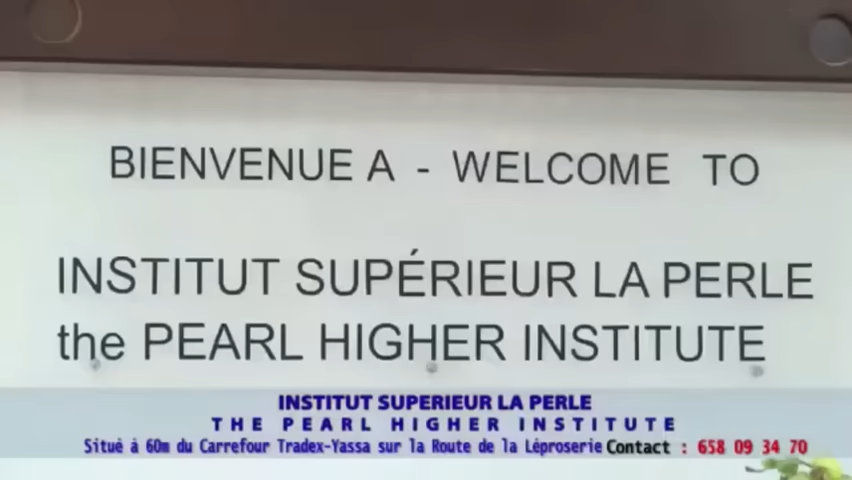 BIENVENUE A - WELCOME TO
INSTITUT SUPÉRIEUR LA PERLE
the PEARL HIGHER INSTITUTE
INSTITUT SUPERIEUR LA PERLE
THE PEARL HIGHER INSTITUTE
Situé à 60m du Carrefour Tradex-Yassa sur la Route de la Léproserie Contact : 658 09 34 70